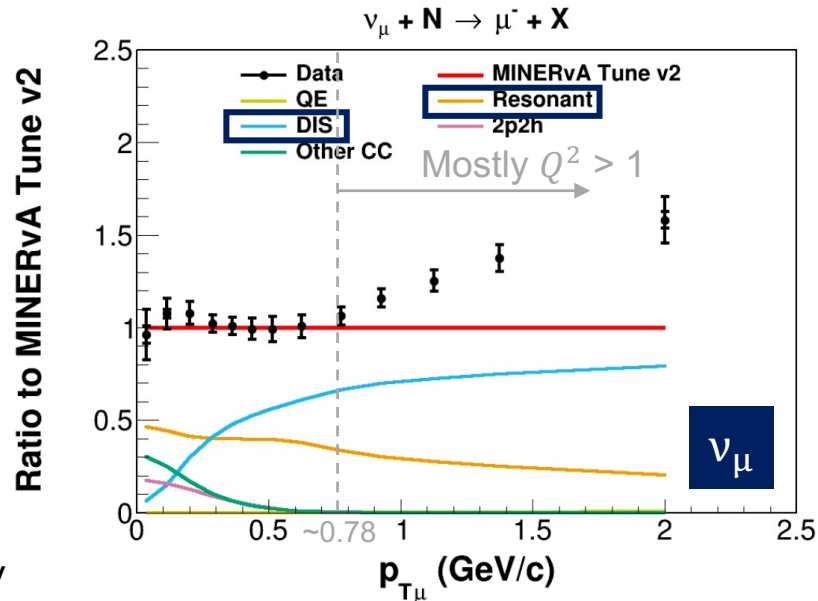 ν_μ + N → μ⁻ + X
Ratio to MINERvA Tune v2
2.5
2
1.5
1
0.5
0
Data
QE
DIS
Other CC
MINERvA Tune v2
Resonant
2p2h
Mostly Q² > 1
ν_μ
0.5
~0.78
1
1.5
2
2.5
p_Tμ (GeV/c)